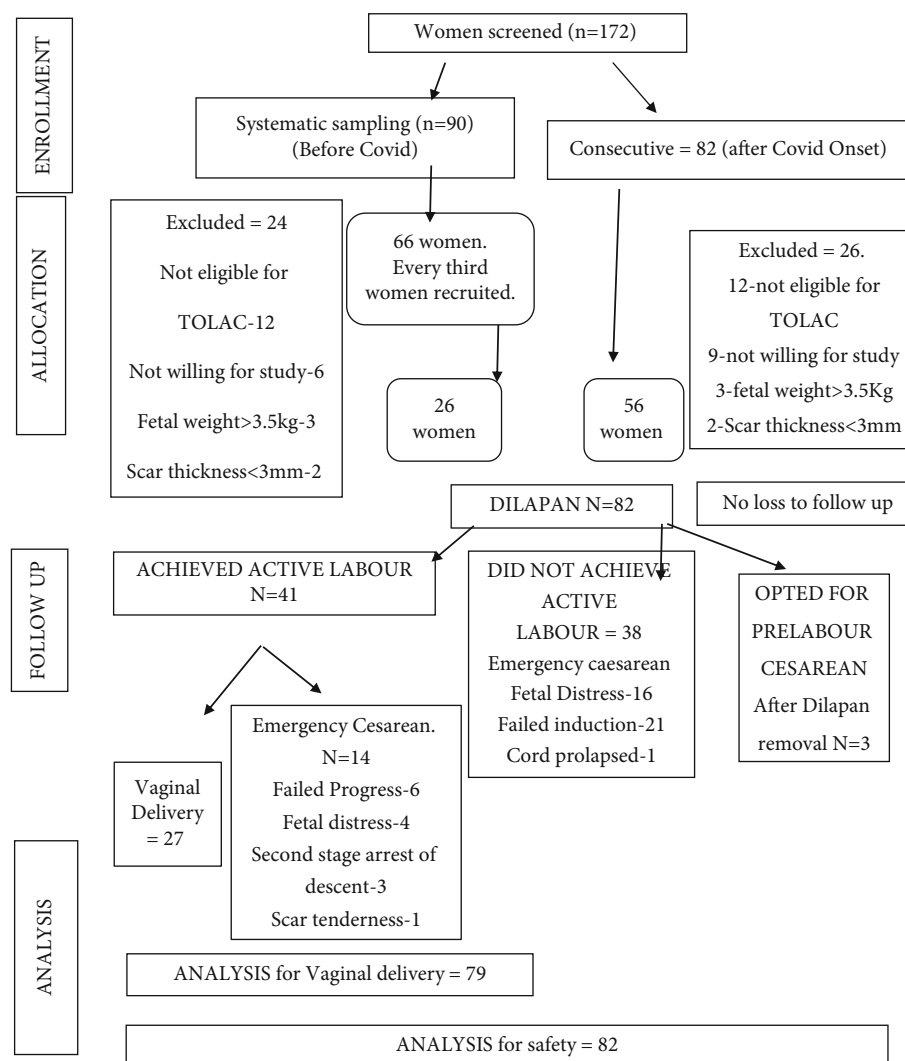 ENROLLMENT
Women screened (n=172)
Systematic sampling (n=90)
(Before Covid)
Consecutive = 82 (after Covid Onset)
ALLOCATION
Excluded = 24
Not eligible for
TOLAC-12
Not willing for study-6
Fetal weight>3.5kg-3
Scar thickness<3mm-2
66 women.
Every third
women recruited.
26
women
56
women
Excluded = 26.
12-not eligible for
TOLAC
9-not willing for study
3-fetal weight>3.5Kg
2-Scar thickness<3mm
DILAPAN N=82
No loss to follow up
FOLLOW UP
ACHIEVED ACTIVE LABOUR
N=41
DID NOT ACHIEVE
ACTIVE
LABOUR = 38
Emergency caesarean
Fetal Distress-16
Failed induction-21
Cord prolapsed-1
OPTED FOR
PRELABOUR
CESAREAN
After Dilapan
removal N=3
Vaginal
Delivery
= 27
Emergency Cesarean.
N=14
Failed Progress-6
Fetal distress-4
Second stage arrest of
descent-3
Scar tenderness-1
ANALYSIS
ANALYSIS for Vaginal delivery = 79
ANALYSIS for safety = 82